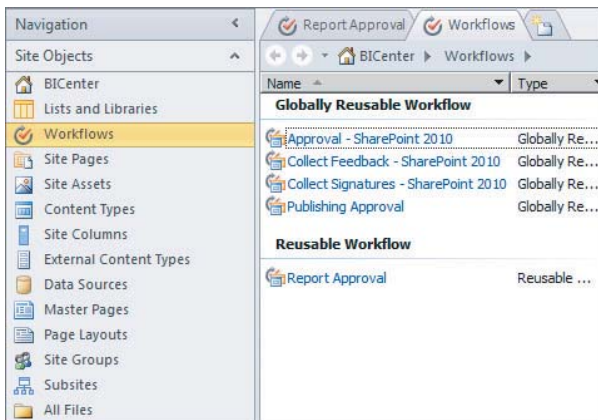 Navigation
Site Objects
BICenter
Lists and Libraries
Workflows
Site Pages
Site Assets
Content Types
Site Columns
External Content Types
Data Sources
Master Pages
Page Layouts
Site Groups
Subsites
All Files
Report Approval
Workflows
BICenter
Workflows
Name Type
Globally Reusable Workflow
Approval - SharePoint 2010 Globally Re...
Collect Feedback - SharePoint 2010 Globally Re...
Collect Signatures - SharePoint 2010 Globally Re...
Publishing Approval Globally Re...
Reusable Workflow
Report Approval Reusable ...